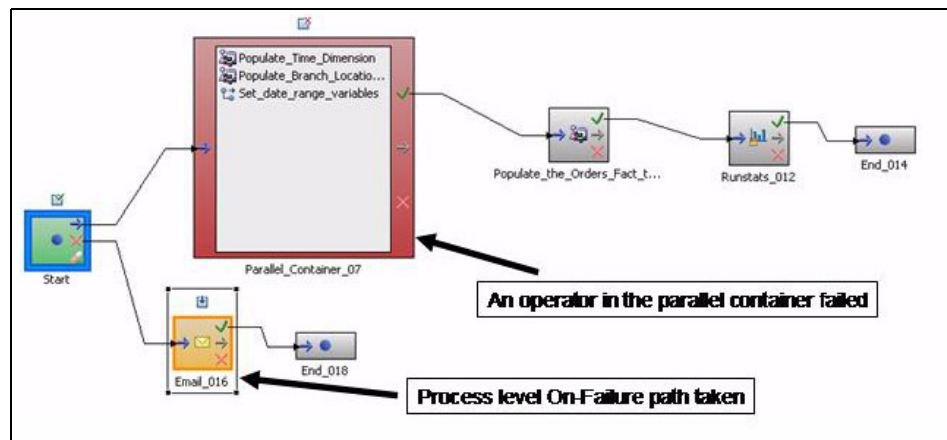 Populate_Time_Dimension
Populate_Branch_Locatio...
Set_date_range_variables
Populate_the_Orders_Fact_t...
Runstats_012
End_014
Start
Parallel_Container_07
An operator in the parallel container failed
Email_016
End_018
Process level On-Failure path taken